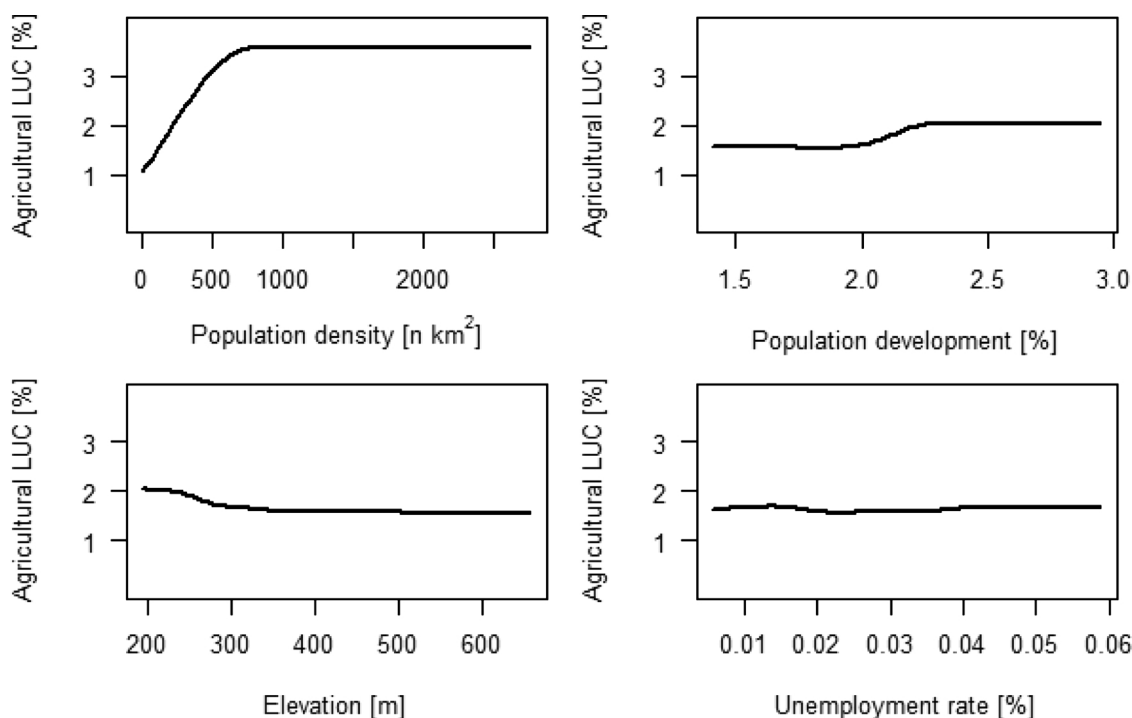 Agricultural LUC [%]
3
2
1
0 500 1000 2000
Population density [n km²]
Agricultural LUC [%]
3
2
1
1.5 2.0 2.5 3.0
Population development [%]
Agricultural LUC [%]
3
2
1
200 300 400 500 600
Elevation [m]
Agricultural LUC [%]
3
2
1
0.01 0.02 0.03 0.04 0.05 0.06
Unemployment rate [%]